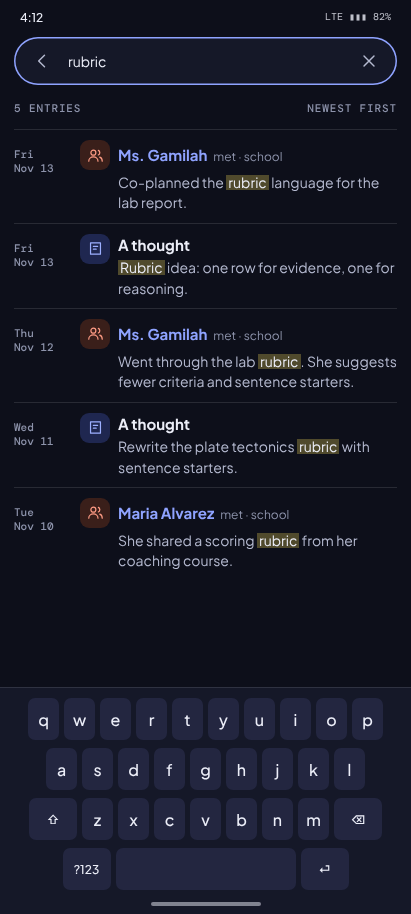 4:12
LTE 82%
rubric
5 ENTRIES
NEWEST FIRST
Fri
Nov 13
Ms. Gamilah met · school
Co-planned the rubric language for the
lab report.
Fri
Nov 13
A thought
Rubric idea: one row for evidence, one for
reasoning.
Thu
Nov 12
Ms. Gamilah met · school
Went through the lab rubric. She suggests
fewer criteria and sentence starters.
Wed
Nov 11
A thought
Rewrite the plate tectonics rubric with
sentence starters.
Tue
Nov 10
Maria Alvarez met · school
She shared a scoring rubric from her
coaching course.
q w e r t y u i o p
a s d f g h j k l
z x c v b n m
?123